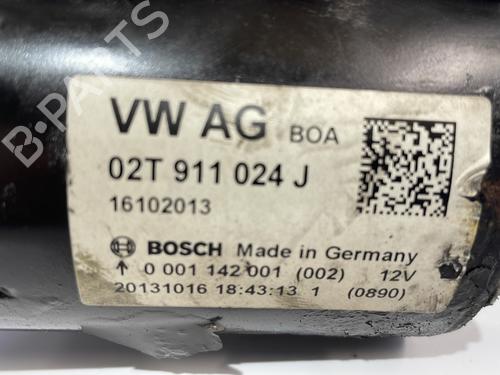 B-PARTS
VW AG BOA
02T 911 024 J
16102013
BOSCH Made in Germany
↑ 0 001 142 001 (002) 12V
20131016 18:43:13 1 (0890)